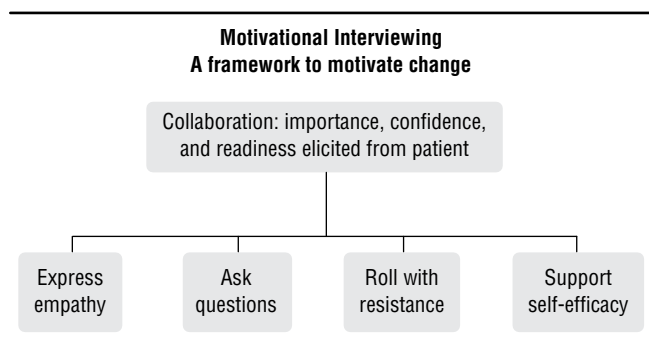 Motivational Interviewing
A framework to motivate change
Collaboration: importance, confidence,
and readiness elicited from patient
Express
empathy
Ask
questions
Roll with
resistance
Support
self-efficacy